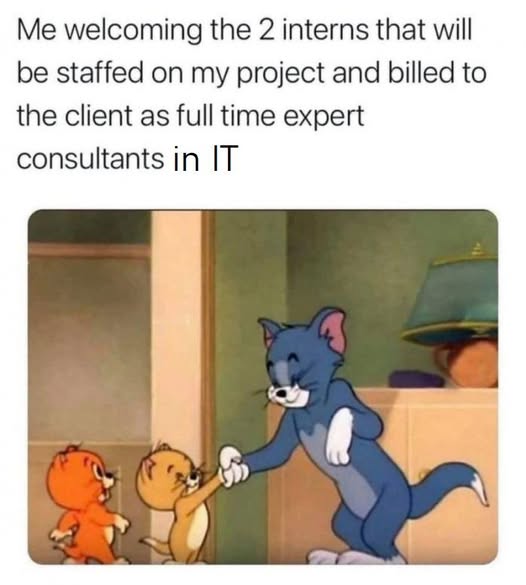 Me welcoming the 2 interns that will
be staffed on my project and billed to
the client as full time expert
consultants in IT